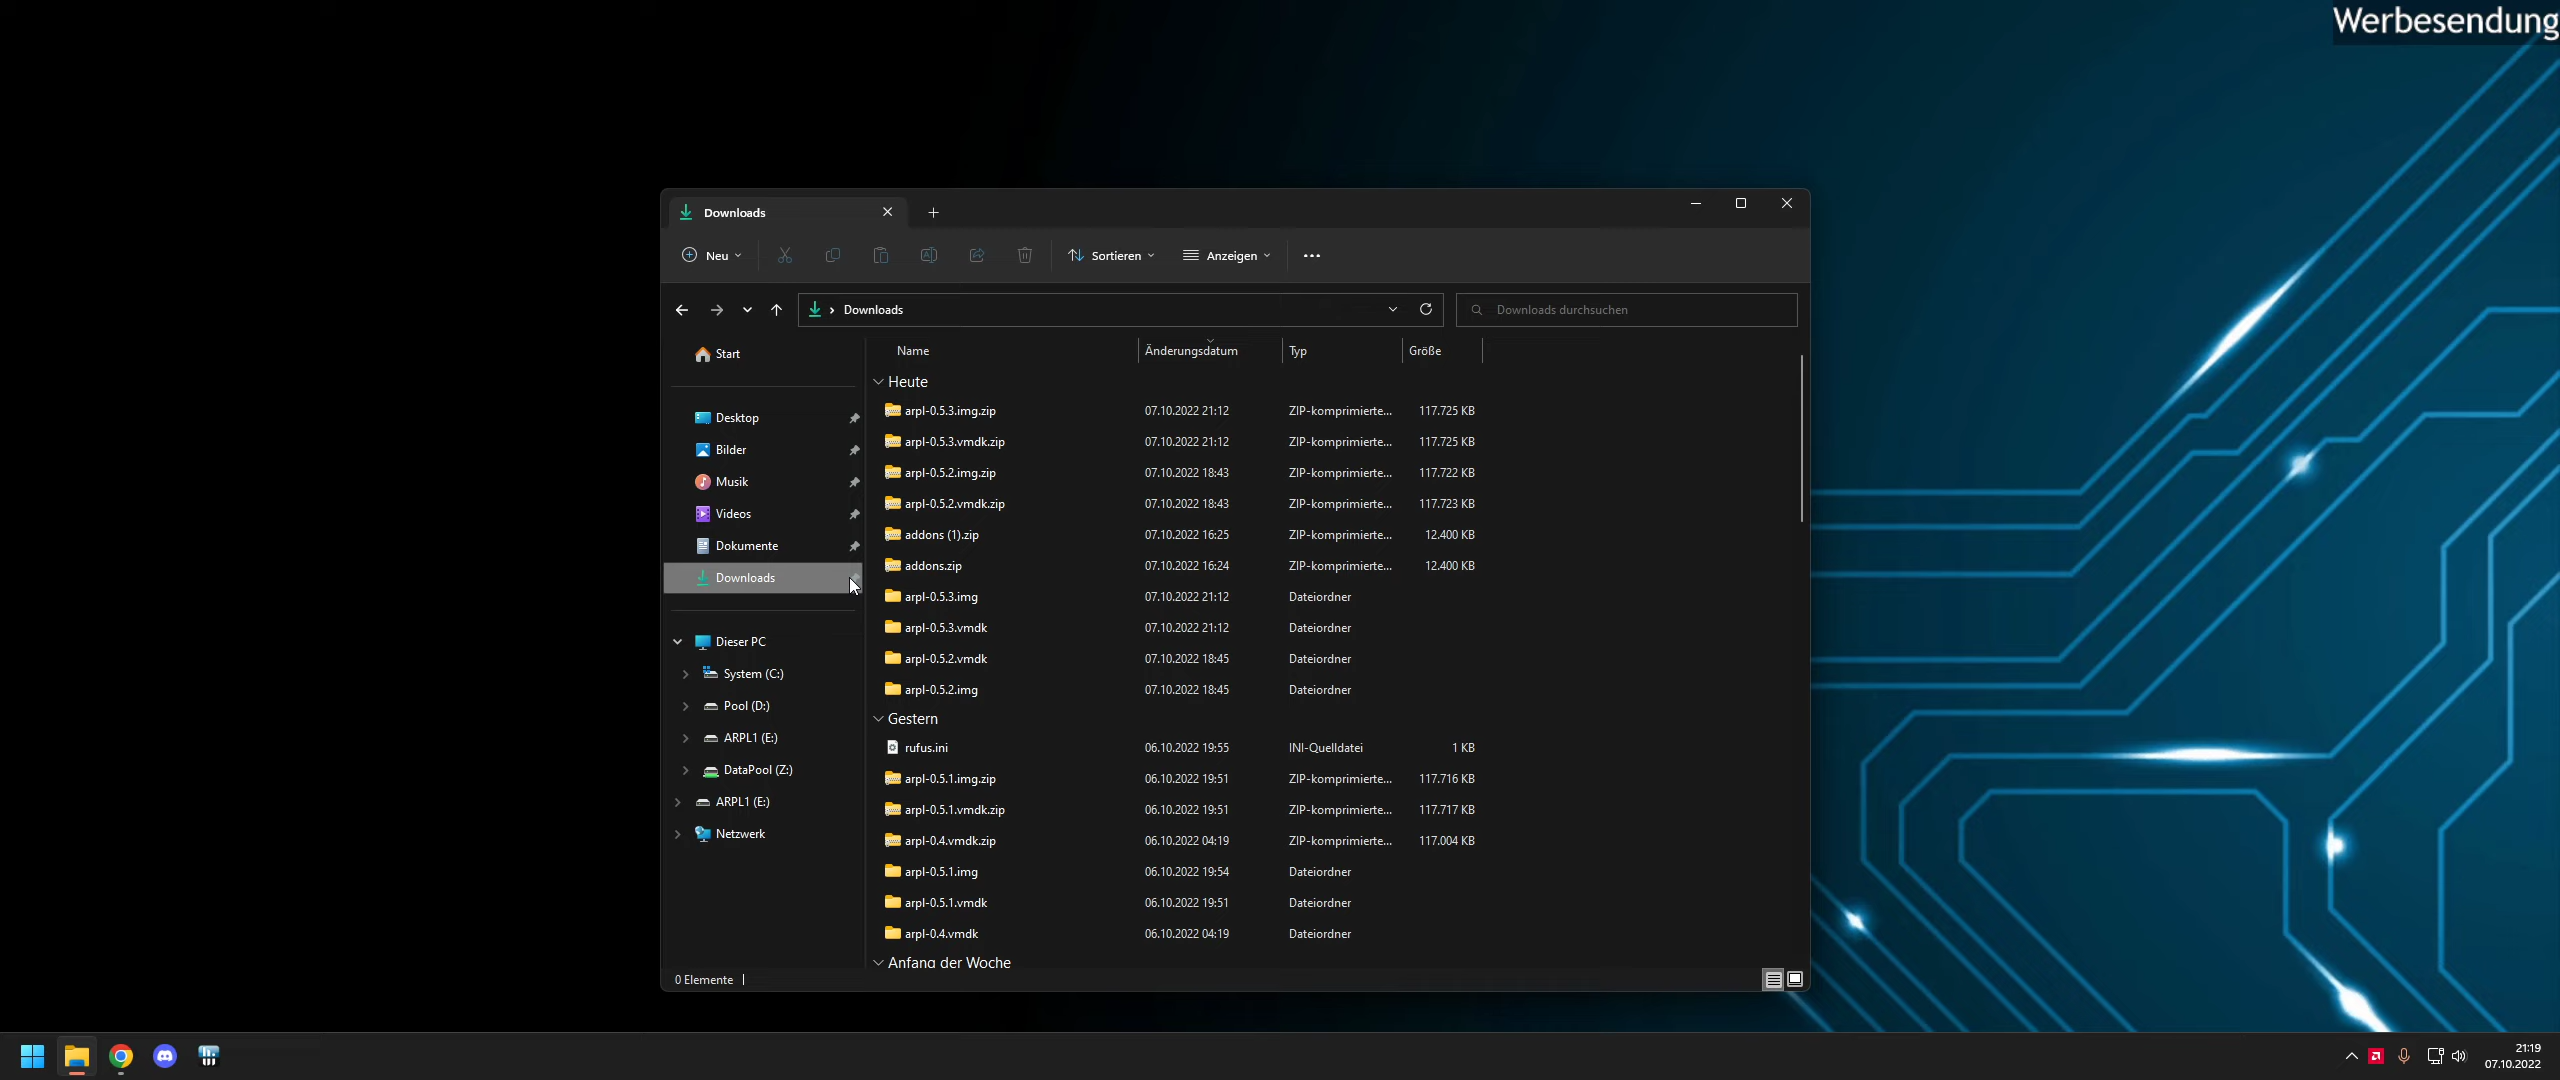 Werbesendung
Downloads
Neu
Sortieren
Anzeigen
Downloads
Downloads durchsuchen
Name Änderungsdatum Typ Größe
Start
Desktop
Bilder
Musik
Videos
Dokumente
Downloads
Dieser PC
System (C:)
Pool (D:)
ARPL1 (E:)
DataPool (Z:)
ARPL1 (E:)
Netzwerk
Heute
arpl-0.5.3.img.zip 07.10.2022 21:12 ZIP-komprimierte... 117.725 KB
arpl-0.5.3.vmdk.zip 07.10.2022 21:12 ZIP-komprimierte... 117.725 KB
arpl-0.5.2.img.zip 07.10.2022 18:43 ZIP-komprimierte... 117.722 KB
arpl-0.5.2.vmdk.zip 07.10.2022 18:43 ZIP-komprimierte... 117.723 KB
addons (1).zip 07.10.2022 16:25 ZIP-komprimierte... 12.400 KB
addons.zip 07.10.2022 16:24 ZIP-komprimierte... 12.400 KB
arpl-0.5.3.img 07.10.2022 21:12 Dateiordner
arpl-0.5.3.vmdk 07.10.2022 21:12 Dateiordner
arpl-0.5.2.vmdk 07.10.2022 18:45 Dateiordner
arpl-0.5.2.img 07.10.2022 18:45 Dateiordner
Gestern
rufus.ini 06.10.2022 19:55 INI-Quelldatei 1 KB
arpl-0.5.1.img.zip 06.10.2022 19:51 ZIP-komprimierte... 117.716 KB
arpl-0.5.1.vmdk.zip 06.10.2022 19:51 ZIP-komprimierte... 117.717 KB
arpl-0.4.vmdk.zip 06.10.2022 04:19 ZIP-komprimierte... 117.004 KB
arpl-0.5.1.img 06.10.2022 19:54 Dateiordner
arpl-0.5.1.vmdk 06.10.2022 19:51 Dateiordner
arpl-0.4.vmdk 06.10.2022 04:19 Dateiordner
Anfang der Woche
0 Elemente
21:19
07.10.2022